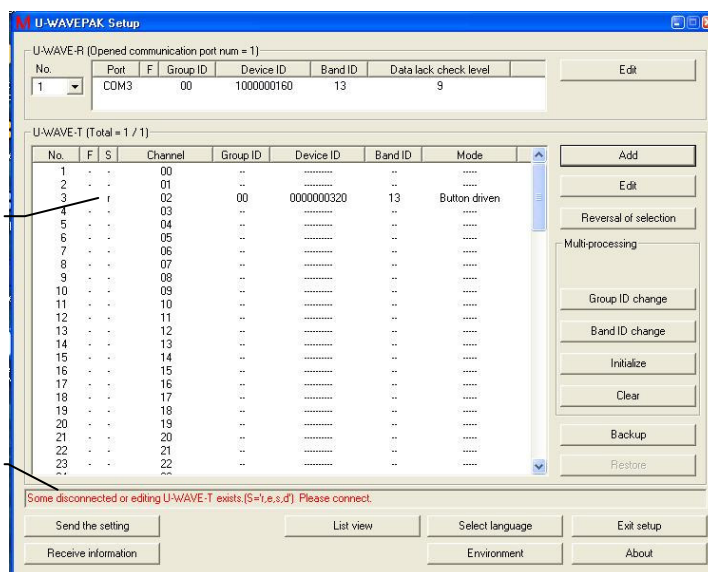 U-WAVEPAK Setup
U-WAVE-R (Opened communication port num = 1)
No. Port F Group ID Device ID Band ID Data lack check level Edit
1 COM3 00 1000000160 13 9
U-WAVE-T (Total = 1 / 1)
No. F S Channel Group ID Device ID Band ID Mode Add
1 - - 00 -- ---------- -- -----
2 - - 01 -- ---------- -- ----- Edit
3 - r 02 00 0000000320 13 Button driven
4 - - 03 -- ---------- -- ----- Reversal of selection
5 - - 04 -- ---------- -- -----
6 - - 05 -- ---------- -- ----- Multi-processing
7 - - 06 -- ---------- -- -----
8 - - 07 -- ---------- -- -----
9 - - 08 -- ---------- -- -----
10 - - 09 -- ---------- -- ----- Group ID change
11 - - 10 -- ---------- -- -----
12 - - 11 -- ---------- -- -----
13 - - 12 -- ---------- -- ----- Band ID change
14 - - 13 -- ---------- -- -----
15 - - 14 -- ---------- -- ----- Initialize
16 - - 15 -- ---------- -- -----
17 - - 16 -- ---------- -- ----- Clear
18 - - 17 -- ---------- -- -----
19 - - 18 -- ---------- -- -----
20 - - 19 -- ---------- -- ----- Backup
21 - - 20 -- ---------- -- -----
22 - - 21 -- ---------- -- ----- Restore
23 - - 22 -- ---------- -- -----
Some disconnected or editing U-WAVE-T exists.(S='r,e,s,d') Please connect.
Send the setting List view Select language Exit setup
Receive information Environment About